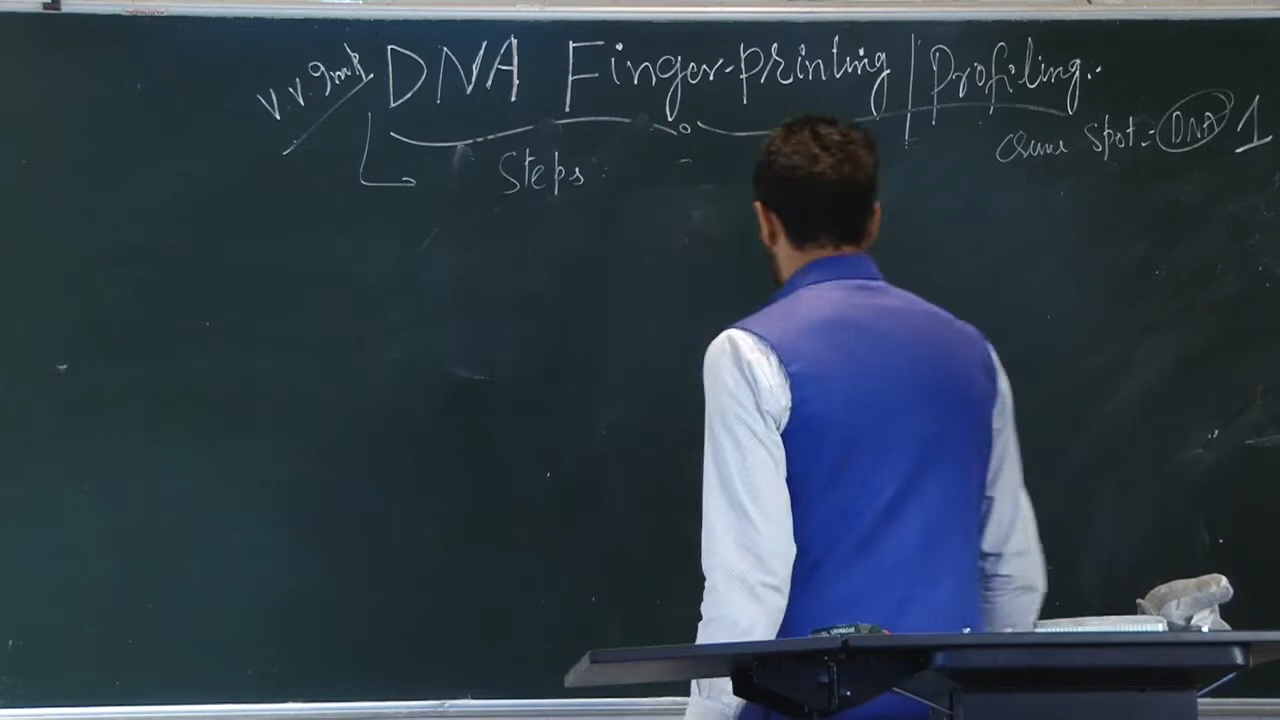 V.V.Imp DNA Finger-printing / Profiling..
Crime Spot:- DNA 1
Steps: